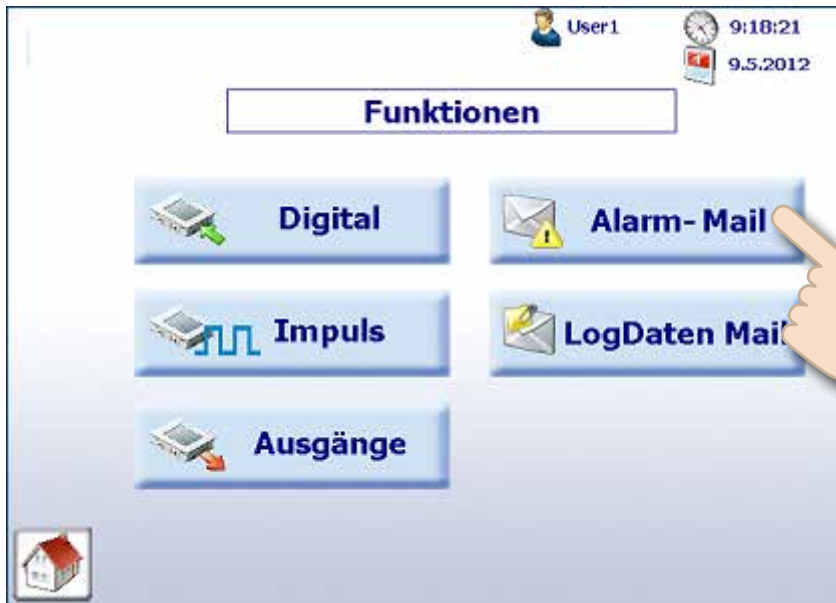 User1
9:18:21
9.5.2012
Funktionen
Digital
Alarm- Mail
Impuls
LogDaten Mail
Ausgänge